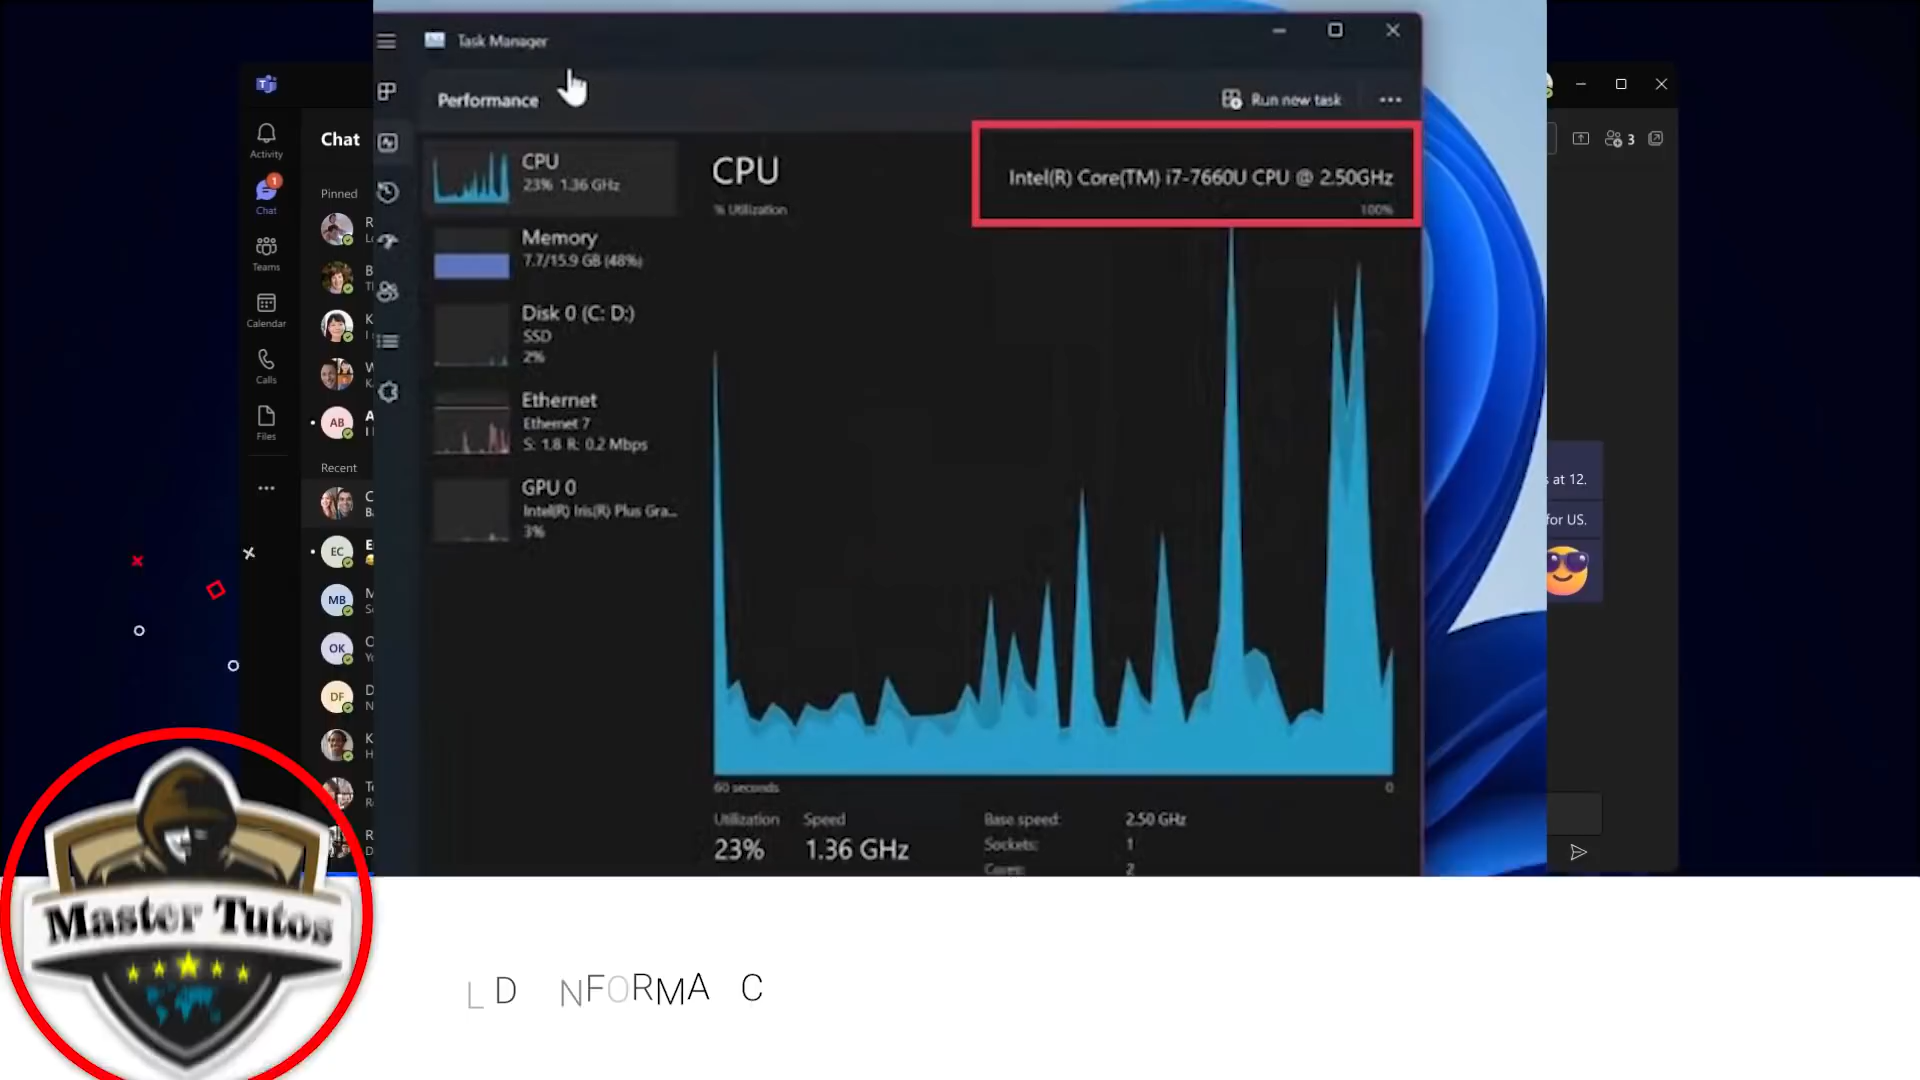 Task Manager
Performance
Run new task
CPU
23% 1.36 GHz
Memory
7.7/15.9 GB (48%)
Disk 0 (C: D:)
SSD
2%
Ethernet
Ethernet 7
S: 1.8 R: 0.2 Mbps
GPU 0
Intel(R) Iris(R) Plus Gra...
3%
CPU
Intel(R) Core(TM) i7-7660U CPU @ 2.50GHz
% Utilization
100%
60 seconds
0
Utilization
Speed
23%
1.36 GHz
Base speed:
2.50 GHz
Sockets:
1
Cores:
2
Activity
1
Chat
Teams
Calendar
Calls
Files
Chat
Pinned
AB
Recent
EC
MB
OK
DF
3
at 12.
for US.
Master Tutos
L D NFORMA C